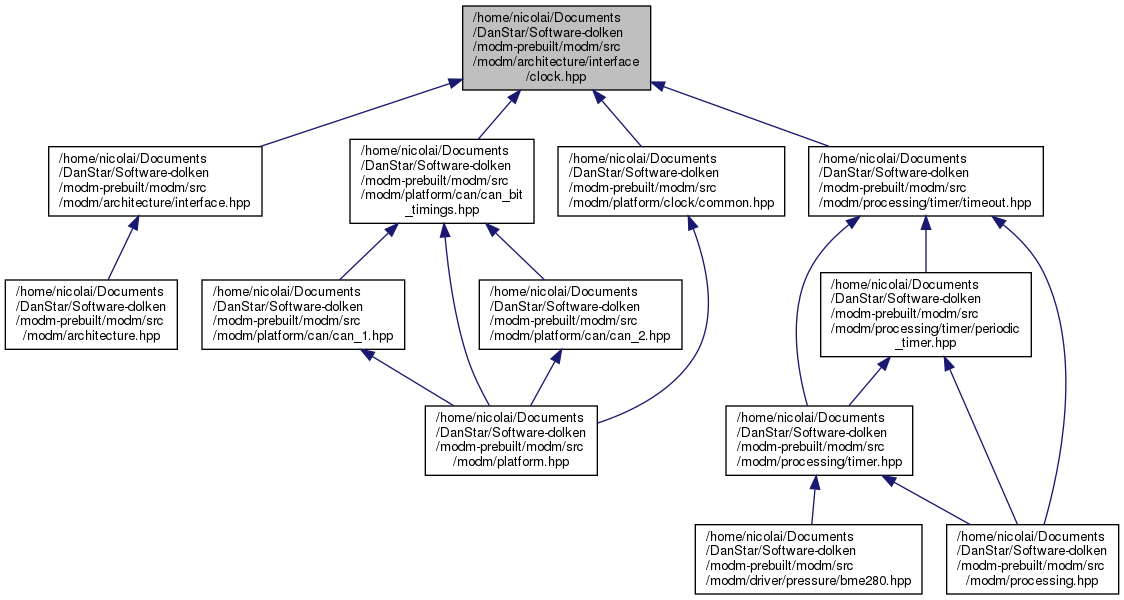 /home/nicolai/Documents
/DanStar/Software-dolken
/modm-prebuilt/modm/src
/modm/architecture/interface
/clock.hpp
/home/nicolai/Documents
/DanStar/Software-dolken
/modm-prebuilt/modm/src
/modm/architecture/interface.hpp
/home/nicolai/Documents
/DanStar/Software-dolken
/modm-prebuilt/modm/src
/modm/platform/can/can_bit
_timings.hpp
/home/nicolai/Documents
/DanStar/Software-dolken
/modm-prebuilt/modm/src
/modm/platform/clock/common.hpp
/home/nicolai/Documents
/DanStar/Software-dolken
/modm-prebuilt/modm/src
/modm/processing/timer/timeout.hpp
/home/nicolai/Documents
/DanStar/Software-dolken
/modm-prebuilt/modm/src
/modm/architecture.hpp
/home/nicolai/Documents
/DanStar/Software-dolken
/modm-prebuilt/modm/src
/modm/platform/can/can_1.hpp
/home/nicolai/Documents
/DanStar/Software-dolken
/modm-prebuilt/modm/src
/modm/platform/can/can_2.hpp
/home/nicolai/Documents
/DanStar/Software-dolken
/modm-prebuilt/modm/src
/modm/processing/timer/periodic
_timer.hpp
/home/nicolai/Documents
/DanStar/Software-dolken
/modm-prebuilt/modm/src
/modm/platform.hpp
/home/nicolai/Documents
/DanStar/Software-dolken
/modm-prebuilt/modm/src
/modm/processing/timer.hpp
/home/nicolai/Documents
/DanStar/Software-dolken
/modm-prebuilt/modm/src
/modm/driver/pressure/bme280.hpp
/home/nicolai/Documents
/DanStar/Software-dolken
/modm-prebuilt/modm/src
/modm/processing.hpp